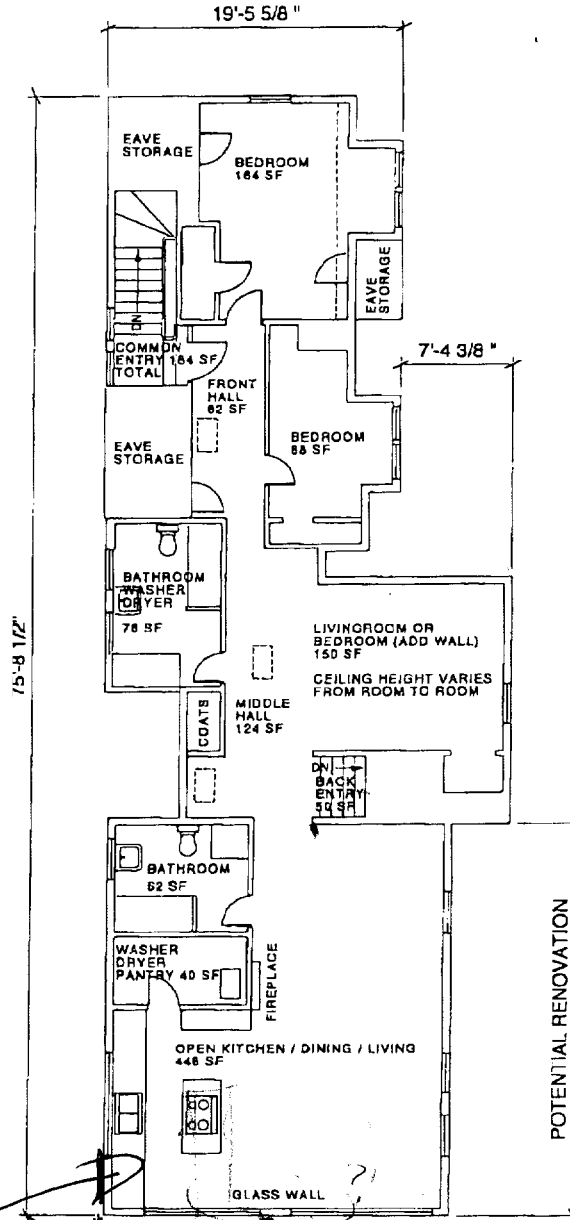 19'-5 5/8 "
EAVE
STORAGE
BEDROOM
164 SF
EAVE
STORAGE
DN
COMMON
ENTRY 164 SF
TOTAL
7'-4 3/8 "
FRONT
HALL
62 SF
BEDROOM
88 SF
EAVE
STORAGE
BATHROOM
WASHER
DRYER
76 SF
75'-8 1/2"
LIVINGROOM OR
BEDROOM (ADD WALL)
150 SF
CEILING HEIGHT VARIES
FROM ROOM TO ROOM
COATS
MIDDLE
HALL
124 SF
DN
BACK
ENTRY
50 SF
BATHROOM
62 SF
WASHER
DRYER
PANTRY 40 SF
FIREPLACE
OPEN KITCHEN / DINING / LIVING
446 SF
POTENTIAL RENOVATION
GLASS WALL
?